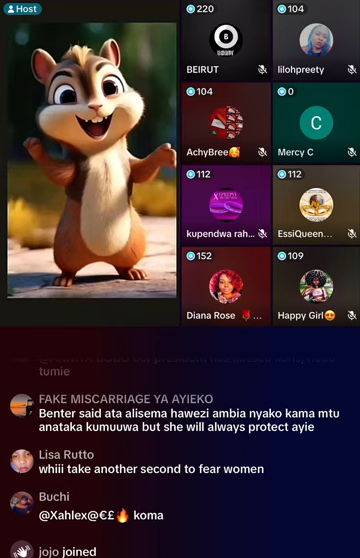 Host
220
BEIRUT
104
lilohpreety
104
AchyBree🥰
0
C
Mercy C
112
kupendwa rah...
112
EssiQueen...
152
Diana Rose 🌹...
109
Happy Girl😍
tumie
FAKE MISCARRIAGE YA AYIEKO
Benter said ata alisema hawezi ambia nyako kama mtu
anataka kumuuwa but she will always protect ayie
Lisa Rutto
whiii take another second to fear women
Buchi
@Xahlex@€£🔥 koma
jojo joined